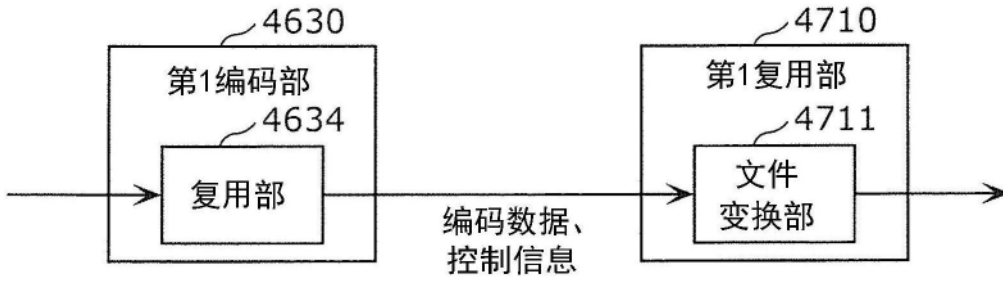 4630
第1编码部
4634
复用部
编码数据、
控制信息
4710
第1复用部
4711
文件
变换部